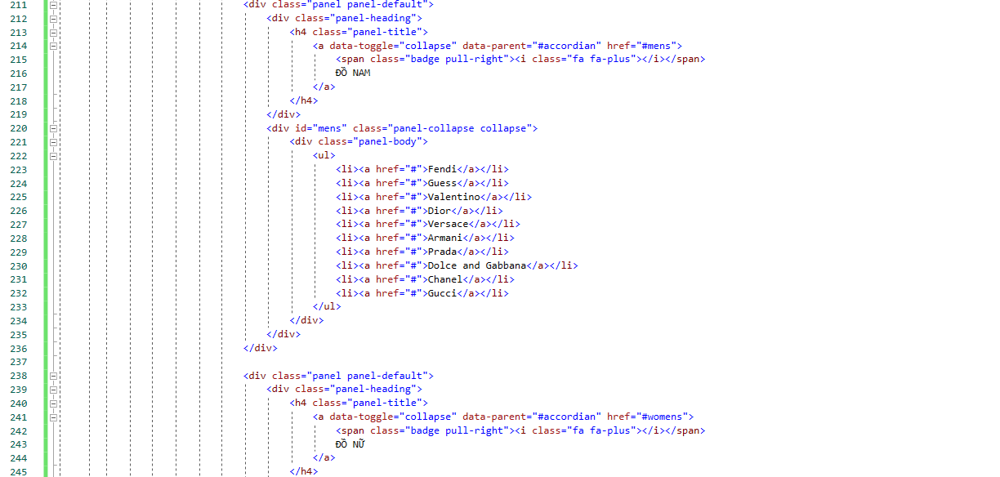 211 <div class="panel panel-default">
212 <div class="panel-heading">
213 <h4 class="panel-title">
214 <a data-toggle="collapse" data-parent="#accordian" href="#mens">
215 <span class="badge pull-right"><i class="fa fa-plus"></i></span>
216 ĐỒ NAM
217 </a>
218 </h4>
219 </div>
220 <div id="mens" class="panel-collapse collapse">
221 <div class="panel-body">
222 <ul>
223 <li><a href="#">Fendi</a></li>
224 <li><a href="#">Guess</a></li>
225 <li><a href="#">Valentino</a></li>
226 <li><a href="#">Dior</a></li>
227 <li><a href="#">Versace</a></li>
228 <li><a href="#">Armani</a></li>
229 <li><a href="#">Prada</a></li>
230 <li><a href="#">Dolce and Gabbana</a></li>
231 <li><a href="#">Chanel</a></li>
232 <li><a href="#">Gucci</a></li>
233 </ul>
234 </div>
235 </div>
236 </div>
237
238 <div class="panel panel-default">
239 <div class="panel-heading">
240 <h4 class="panel-title">
241 <a data-toggle="collapse" data-parent="#accordian" href="#womens">
242 <span class="badge pull-right"><i class="fa fa-plus"></i></span>
243 ĐỒ NỮ
244 </a>
245 </h4>